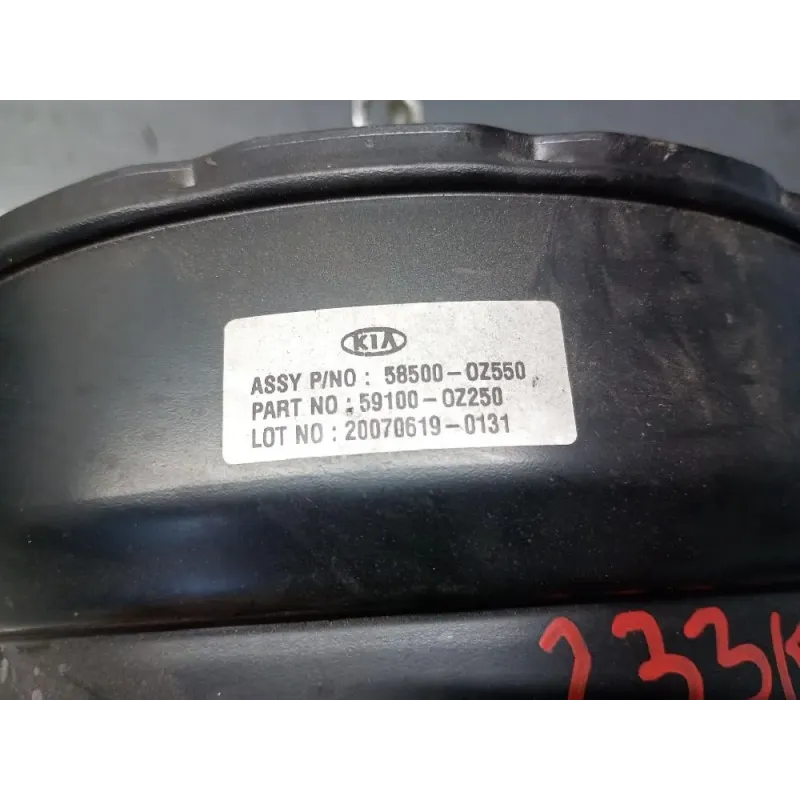 KIA
ASSY P/NO : 58500-0Z550
PART NO : 59100-0Z250
LOT NO : 20070619-0131